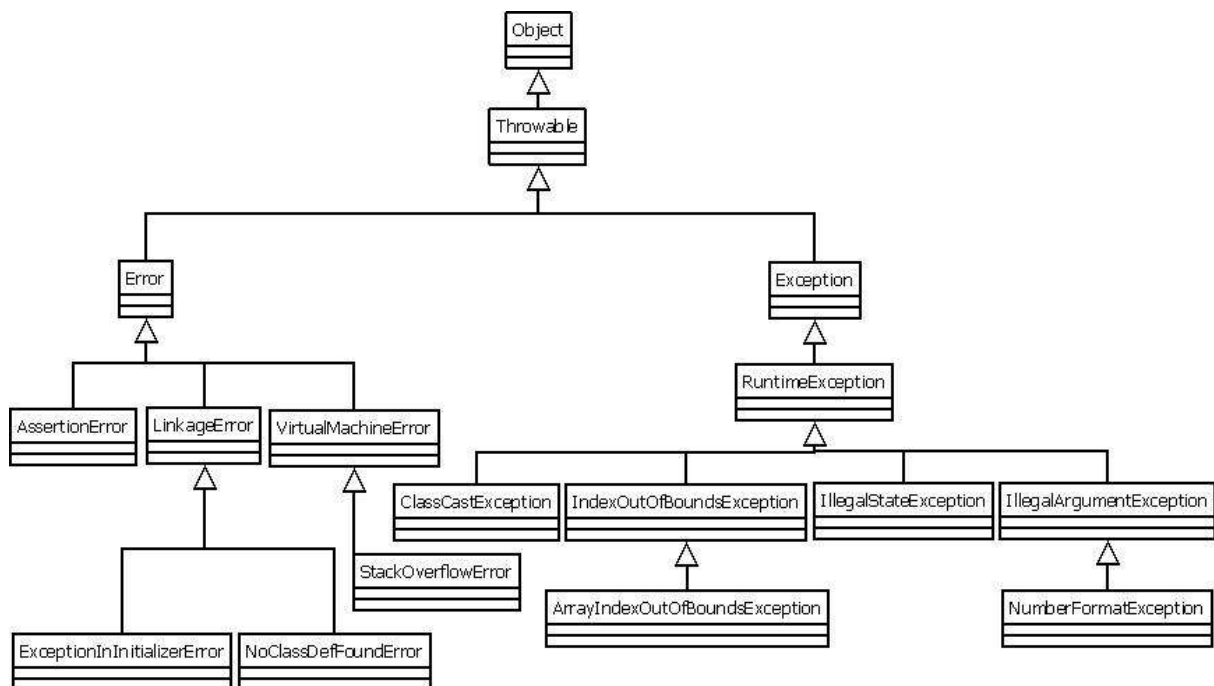 Object
Throwable
Error
Exception
RuntimeException
AssertionError
LinkageError
VirtualMachineError
ClassCastException
IndexOutOfBoundsException
IllegalStateException
IllegalArgumentException
StackOverflowError
ArrayIndexOutOfBoundsException
NumberFormatException
ExceptionInInitializerError
NoClassDefFoundError